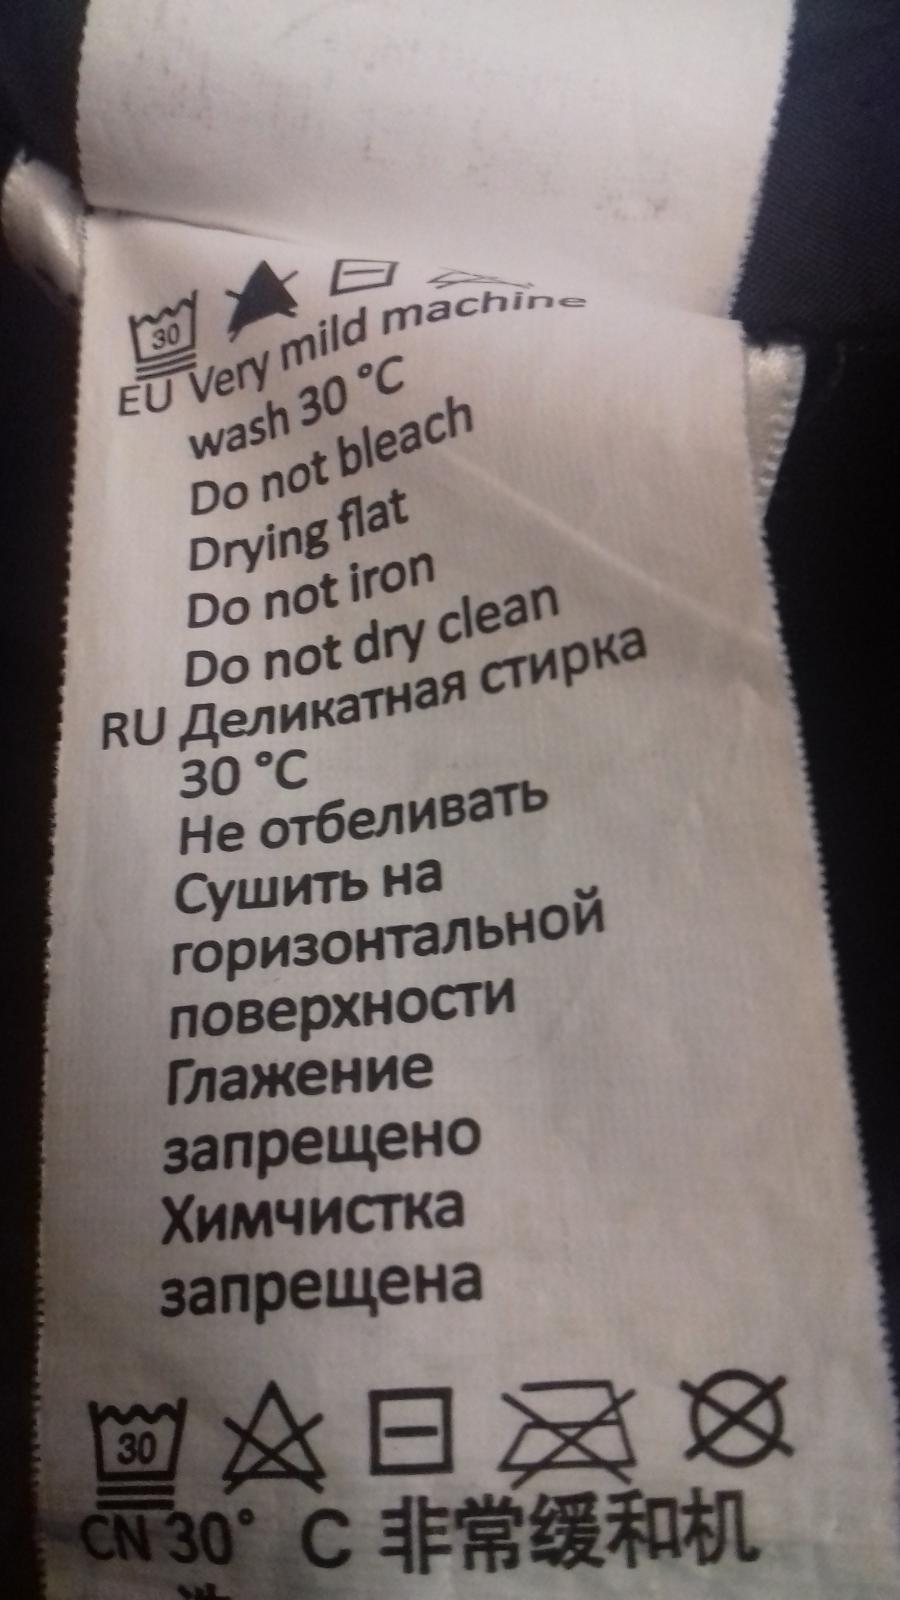 30
EU Very mild machine
wash 30 °C
Do not bleach
Drying flat
Do not iron
Do not dry clean
RU Деликатная стирка
30 °C
Не отбеливать
Сушить на
горизонтальной
поверхности
Глажение
запрещено
Химчистка
запрещена
30
CN 30° C 非常缓和机